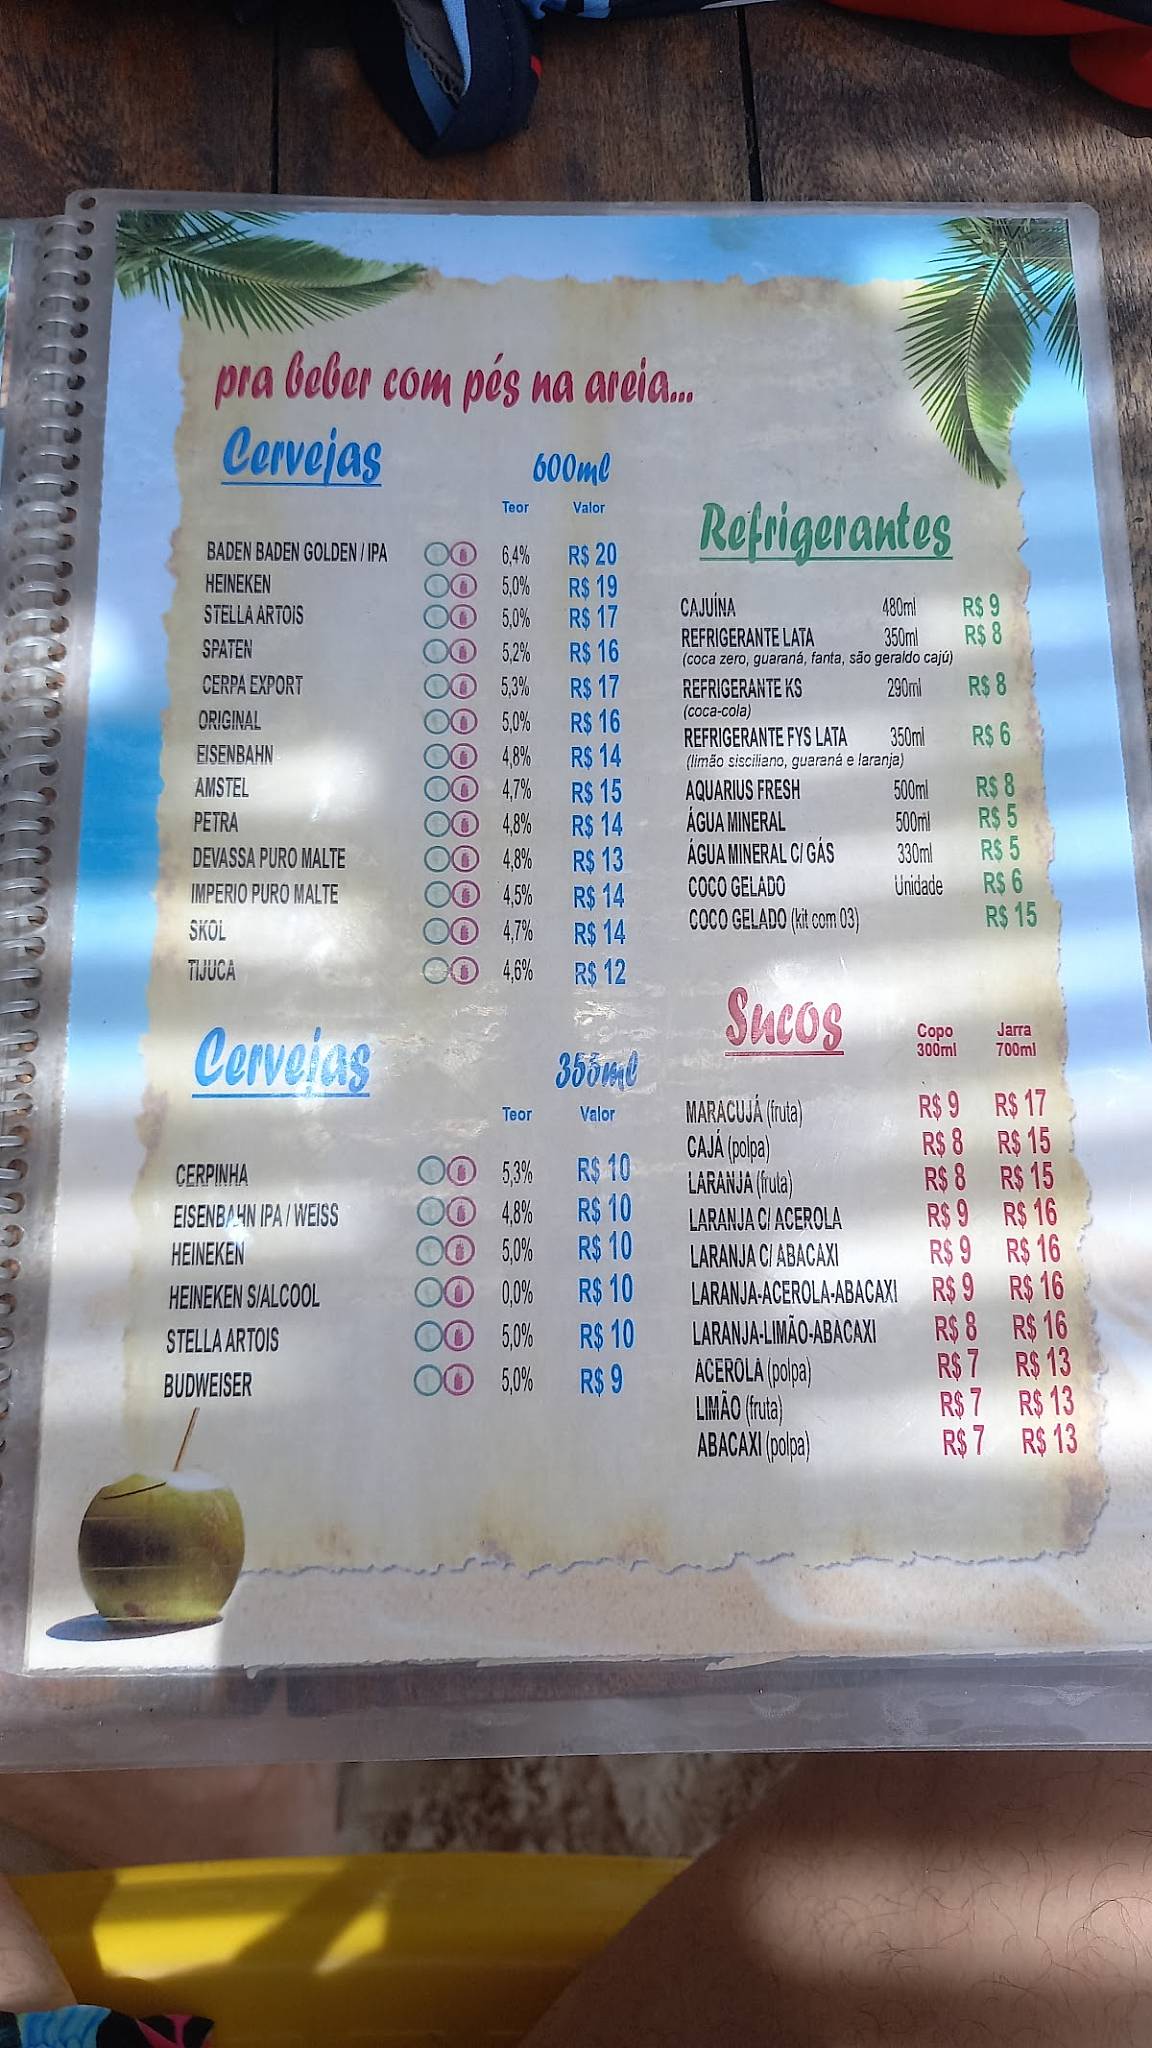 pra beber com pés na areia...
Cervejas 600ml
Teor Valor
BADEN BADEN GOLDEN / IPA 6,4% R$ 20
HEINEKEN 5,0% R$ 19
STELLA ARTOIS 5,0% R$ 17
SPATEN 5,2% R$ 16
CERPA EXPORT 5,3% R$ 17
ORIGINAL 5,0% R$ 16
EISENBAHN 4,8% R$ 14
AMSTEL 4,7% R$ 15
PETRA 4,8% R$ 14
DEVASSA PURO MALTE 4,8% R$ 13
IMPERIO PURO MALTE 4,5% R$ 14
SKOL 4,7% R$ 14
TIJUCA 4,6% R$ 12
Cervejas 355ml
Teor Valor
CERPINHA 5,3% R$ 10
EISENBAHN IPA / WEISS 4,8% R$ 10
HEINEKEN 5,0% R$ 10
HEINEKEN S/ALCOOL 0,0% R$ 10
STELLA ARTOIS 5,0% R$ 10
BUDWEISER 5,0% R$ 9
Refrigerantes
CAJUÍNA 480ml R$ 9
REFRIGERANTE LATA 350ml R$ 8
(coca zero, guaraná, fanta, são geraldo cajú)
REFRIGERANTE KS 290ml R$ 8
(coca-cola)
REFRIGERANTE FYS LATA 350ml R$ 6
(limão sisciliano, guaraná e laranja)
AQUARIUS FRESH 500ml R$ 8
ÁGUA MINERAL 500ml R$ 5
ÁGUA MINERAL C/ GÁS 330ml R$ 5
COCO GELADO Unidade R$ 6
COCO GELADO (kit com 03) R$ 15
Sucos Copo Jarra
300ml 700ml
MARACUJÁ (fruta) R$ 9 R$ 17
CAJÁ (polpa) R$ 8 R$ 15
LARANJA (fruta) R$ 8 R$ 15
LARANJA C/ ACEROLA R$ 9 R$ 16
LARANJA C/ ABACAXI R$ 9 R$ 16
LARANJA-ACEROLA-ABACAXI R$ 9 R$ 16
LARANJA-LIMÃO-ABACAXI R$ 8 R$ 16
ACEROLA (polpa) R$ 7 R$ 13
LIMÃO (fruta) R$ 7 R$ 13
ABACAXI (polpa) R$ 7 R$ 13